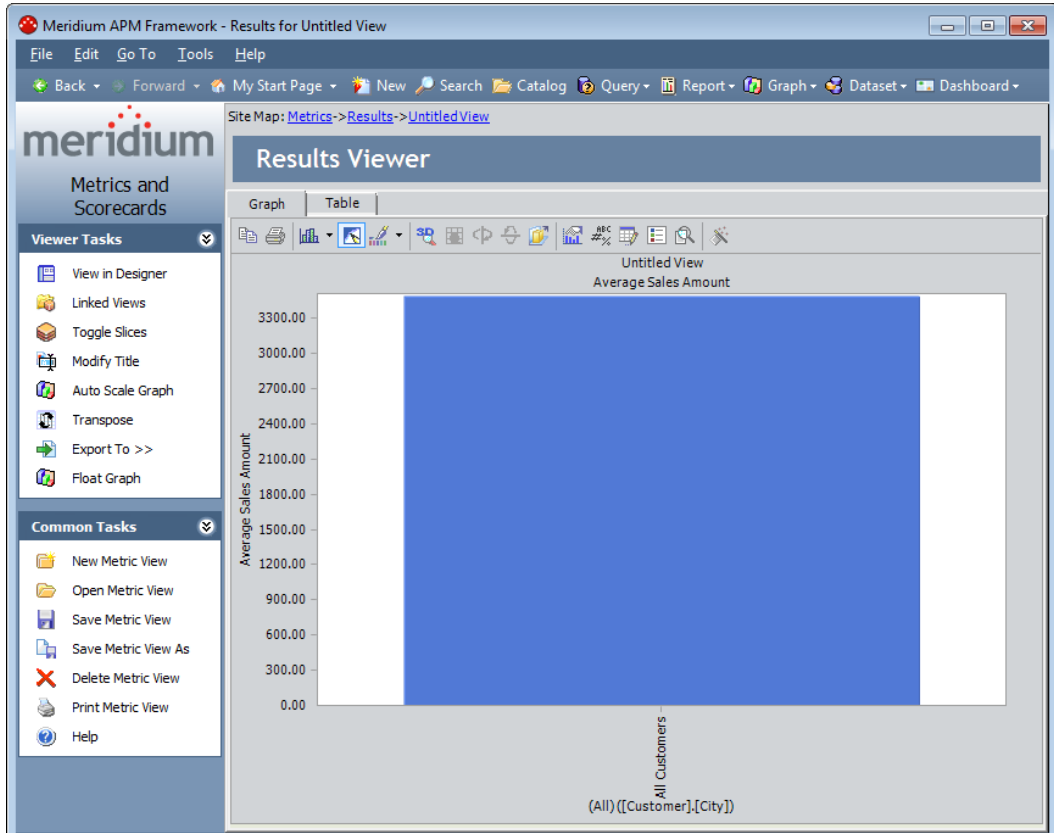 Meridium APM Framework - Results for Untitled View
File Edit Go To Tools Help
Back Forward My Start Page New Search Catalog Query Report Graph Dataset Dashboard
meridium
Metrics and
Scorecards
Viewer Tasks
View in Designer
Linked Views
Toggle Slices
Modify Title
Auto Scale Graph
Transpose
Export To >>
Float Graph
Common Tasks
New Metric View
Open Metric View
Save Metric View
Save Metric View As
Delete Metric View
Print Metric View
Help
Site Map: Metrics->Results->Untitled View
Results Viewer
Graph Table
3D ABC #%
Untitled View
Average Sales Amount
Average Sales Amount
3300.00
3000.00
2700.00
2400.00
2100.00
1800.00
1500.00
1200.00
900.00
600.00
300.00
0.00
All Customers
(All) ([Customer].[City])